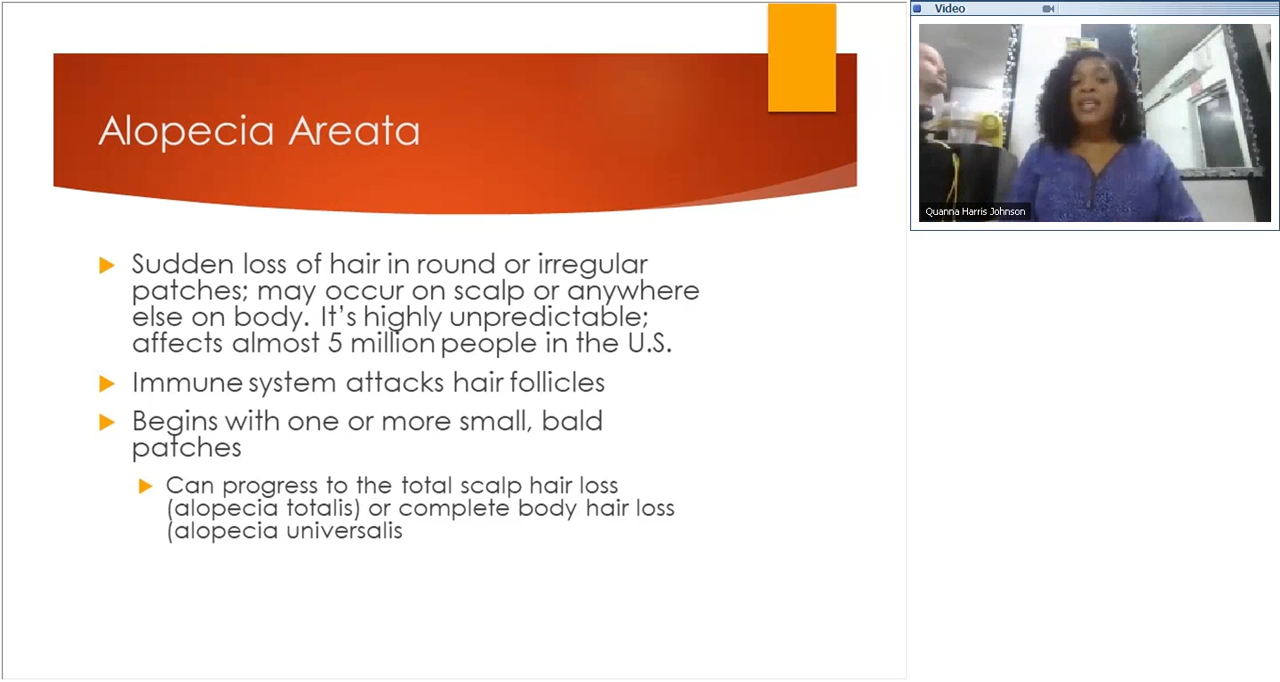 Alopecia Areata
Sudden loss of hair in round or irregular
patches; may occur on scalp or anywhere
else on body. It's highly unpredictable;
affects almost 5 million people in the U.S.
Immune system attacks hair follicles
Begins with one or more small, bald
patches
Can progress to the total scalp hair loss
(alopecia totalis) or complete body hair loss
(alopecia universalis
Video
Quanna Harris Johnson